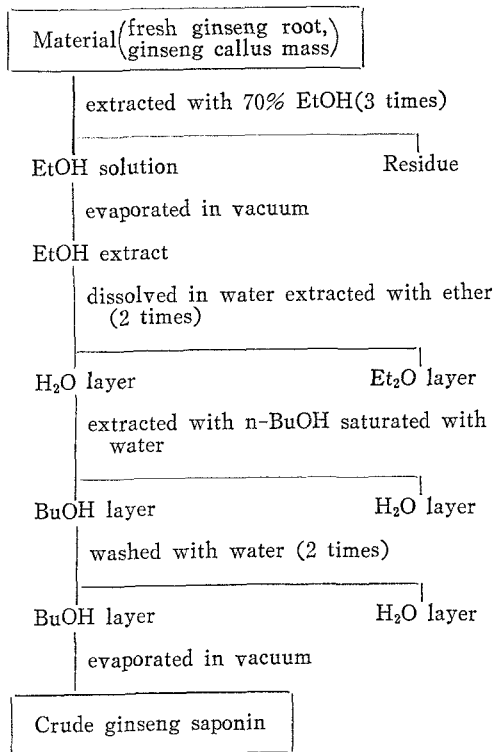 Material(fresh ginseng root,
ginseng callus mass)
extracted with 70% EtOH(3 times)
EtOH solution Residue
evaporated in vacuum
EtOH extract
dissolved in water extracted with ether
(2 times)
H₂O layer Et₂O layer
extracted with n-BuOH saturated with
water
BuOH layer H₂O layer
washed with water (2 times)
BuOH layer H₂O layer
evaporated in vacuum
Crude ginseng saponin